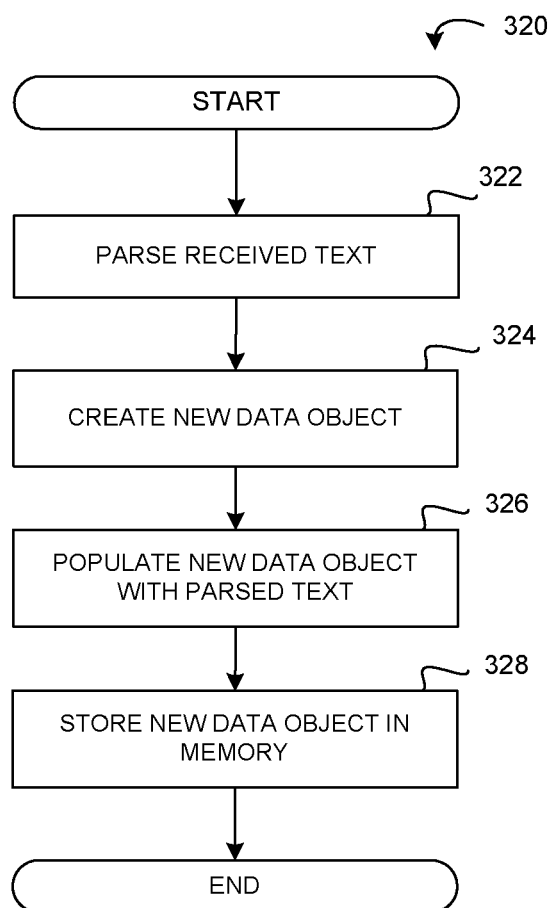 320
START
322
PARSE RECEIVED TEXT
324
CREATE NEW DATA OBJECT
326
POPULATE NEW DATA OBJECT
WITH PARSED TEXT
328
STORE NEW DATA OBJECT IN
MEMORY
END